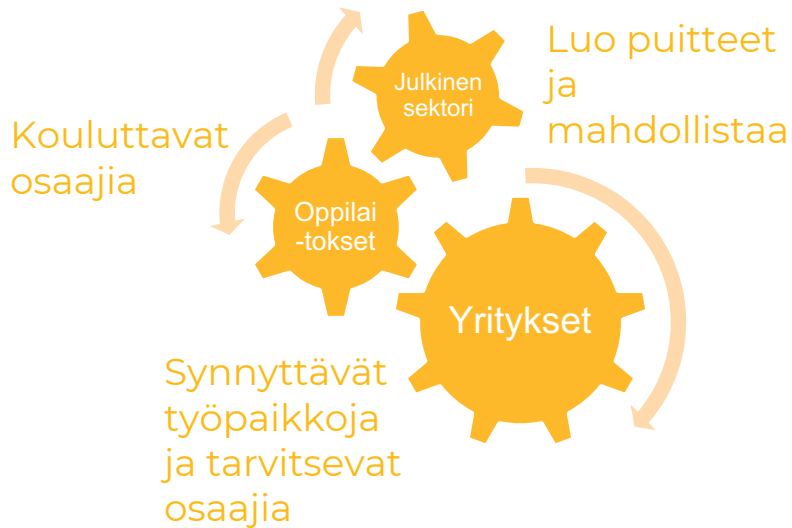 Julkinen
sektori
Luo puitteet
ja
mahdollistaa
Kouluttavat
osaajia
Oppilai
-tokset
Yritykset
Synnyttävät
työpaikkoja
ja tarvitsevat
osaajia